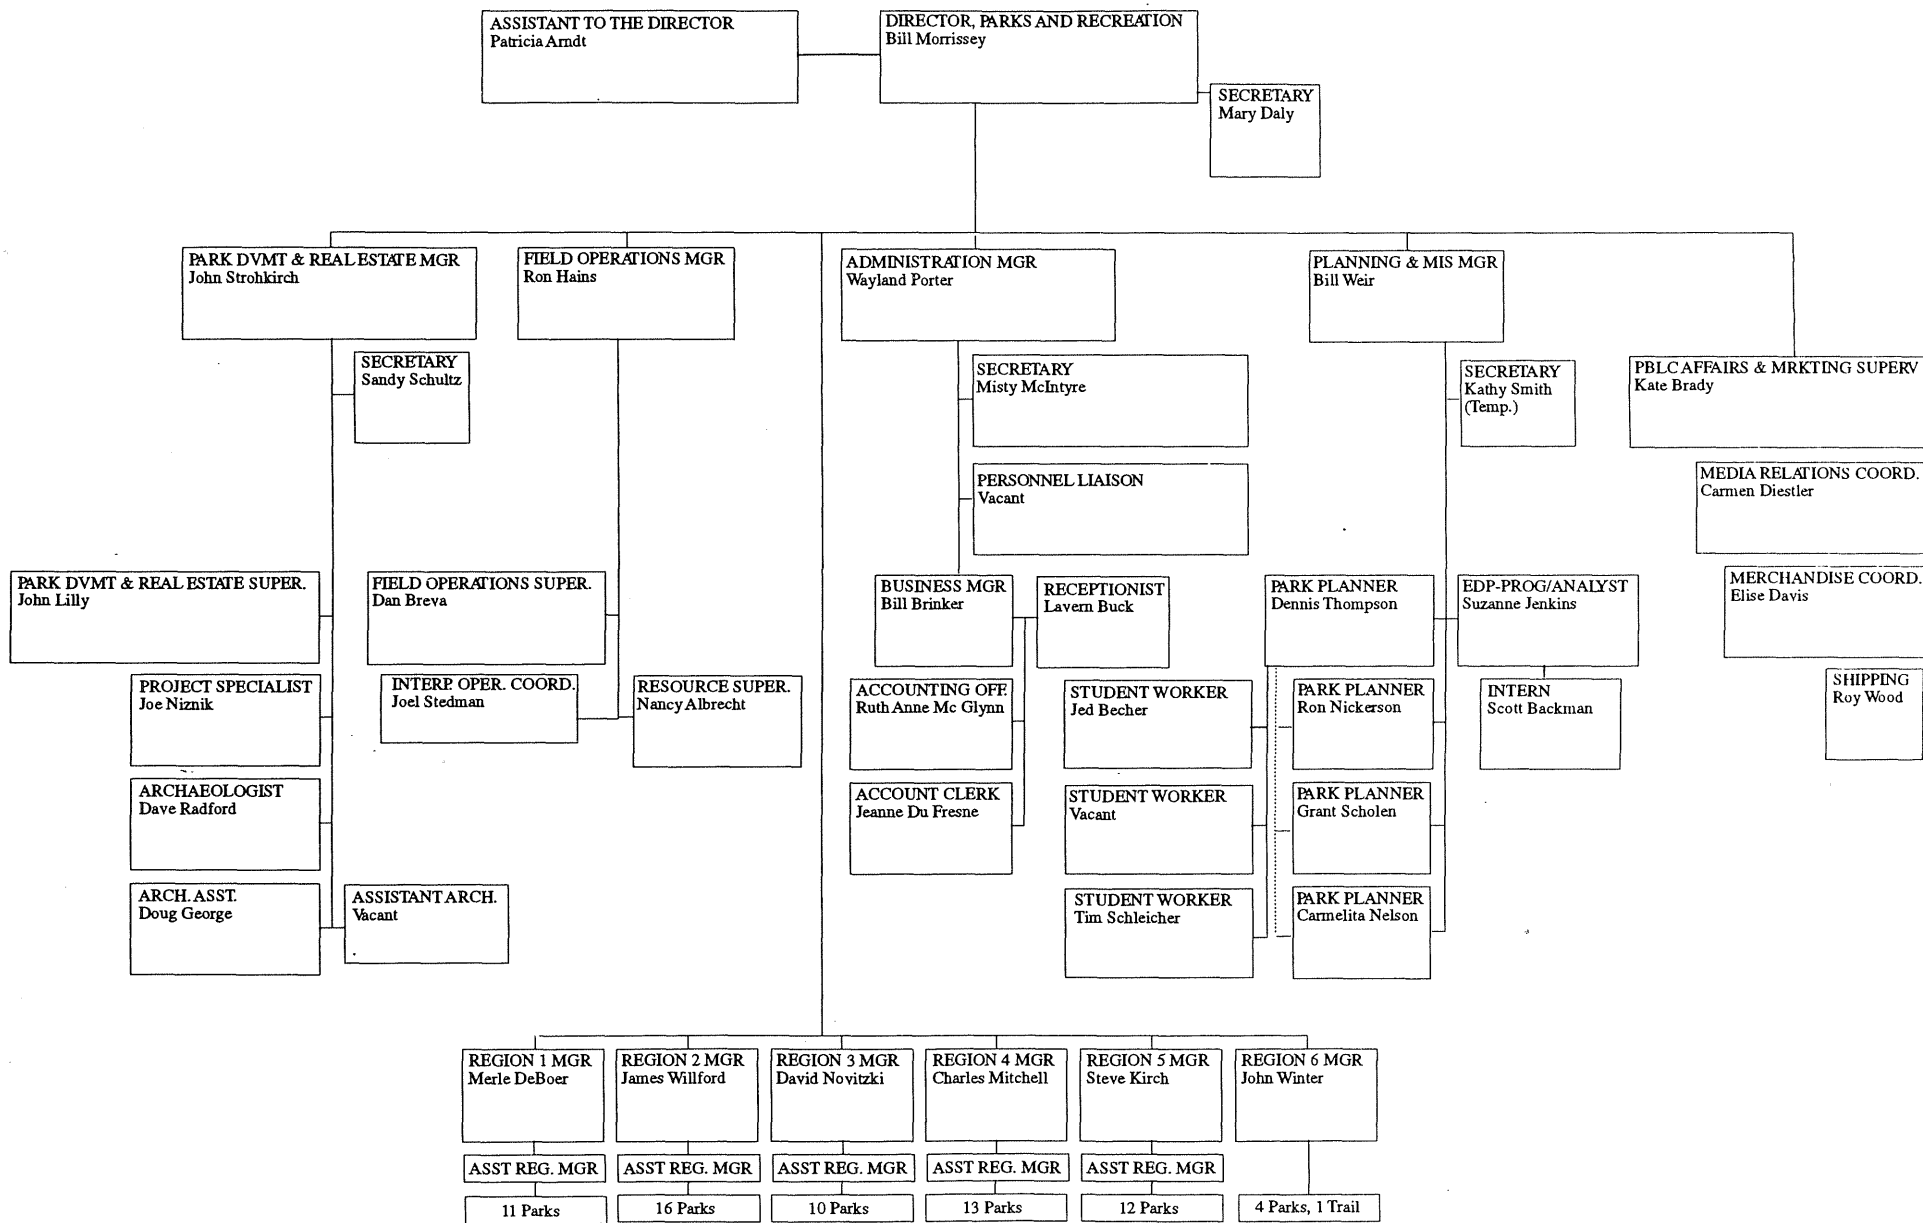 ASSISTANT TO THE DIRECTOR
Patricia Arndt
DIRECTOR, PARKS AND RECREATION
Bill Morrissey
SECRETARY
Mary Daly
PARK DVMT & REAL ESTATE MGR
John Strohkirch
FIELD OPERATIONS MGR
Ron Hains
ADMINISTRATION MGR
Wayland Porter
PLANNING & MIS MGR
Bill Weir
SECRETARY
Sandy Schultz
SECRETARY
Misty McIntyre
SECRETARY
Kathy Smith
(Temp.)
PBLC AFFAIRS & MRKTING SUPERV
Kate Brady
PERSONNEL LIAISON
Vacant
MEDIA RELATIONS COORD.
Carmen Diestler
PARK DVMT & REAL ESTATE SUPER.
John Lilly
FIELD OPERATIONS SUPER.
Dan Breva
BUSINESS MGR
Bill Brinker
RECEPTIONIST
Lavern Buck
PARK PLANNER
Dennis Thompson
EDP-PROG/ANALYST
Suzanne Jenkins
MERCHANDISE COORD.
Elise Davis
PROJECT SPECIALIST
Joe Niznik
INTERP. OPER. COORD.
Joel Stedman
RESOURCE SUPER.
Nancy Albrecht
ACCOUNTING OFF.
Ruth Anne Mc Glynn
STUDENT WORKER
Jed Becher
PARK PLANNER
Ron Nickerson
INTERN
Scott Backman
SHIPPING
Roy Wood
ARCHAEOLOGIST
Dave Radford
ACCOUNT CLERK
Jeanne Du Fresne
STUDENT WORKER
Vacant
PARK PLANNER
Grant Scholen
ARCH. ASST.
Doug George
ASSISTANT ARCH.
Vacant
STUDENT WORKER
Tim Schleicher
PARK PLANNER
Carmelita Nelson
REGION 1 MGR
Merle DeBoer
REGION 2 MGR
James Willford
REGION 3 MGR
David Novitzki
REGION 4 MGR
Charles Mitchell
REGION 5 MGR
Steve Kirch
REGION 6 MGR
John Winter
ASST REG. MGR
ASST REG. MGR
ASST REG. MGR
ASST REG. MGR
ASST REG. MGR
11 Parks
16 Parks
10 Parks
13 Parks
12 Parks
4 Parks, 1 Trail